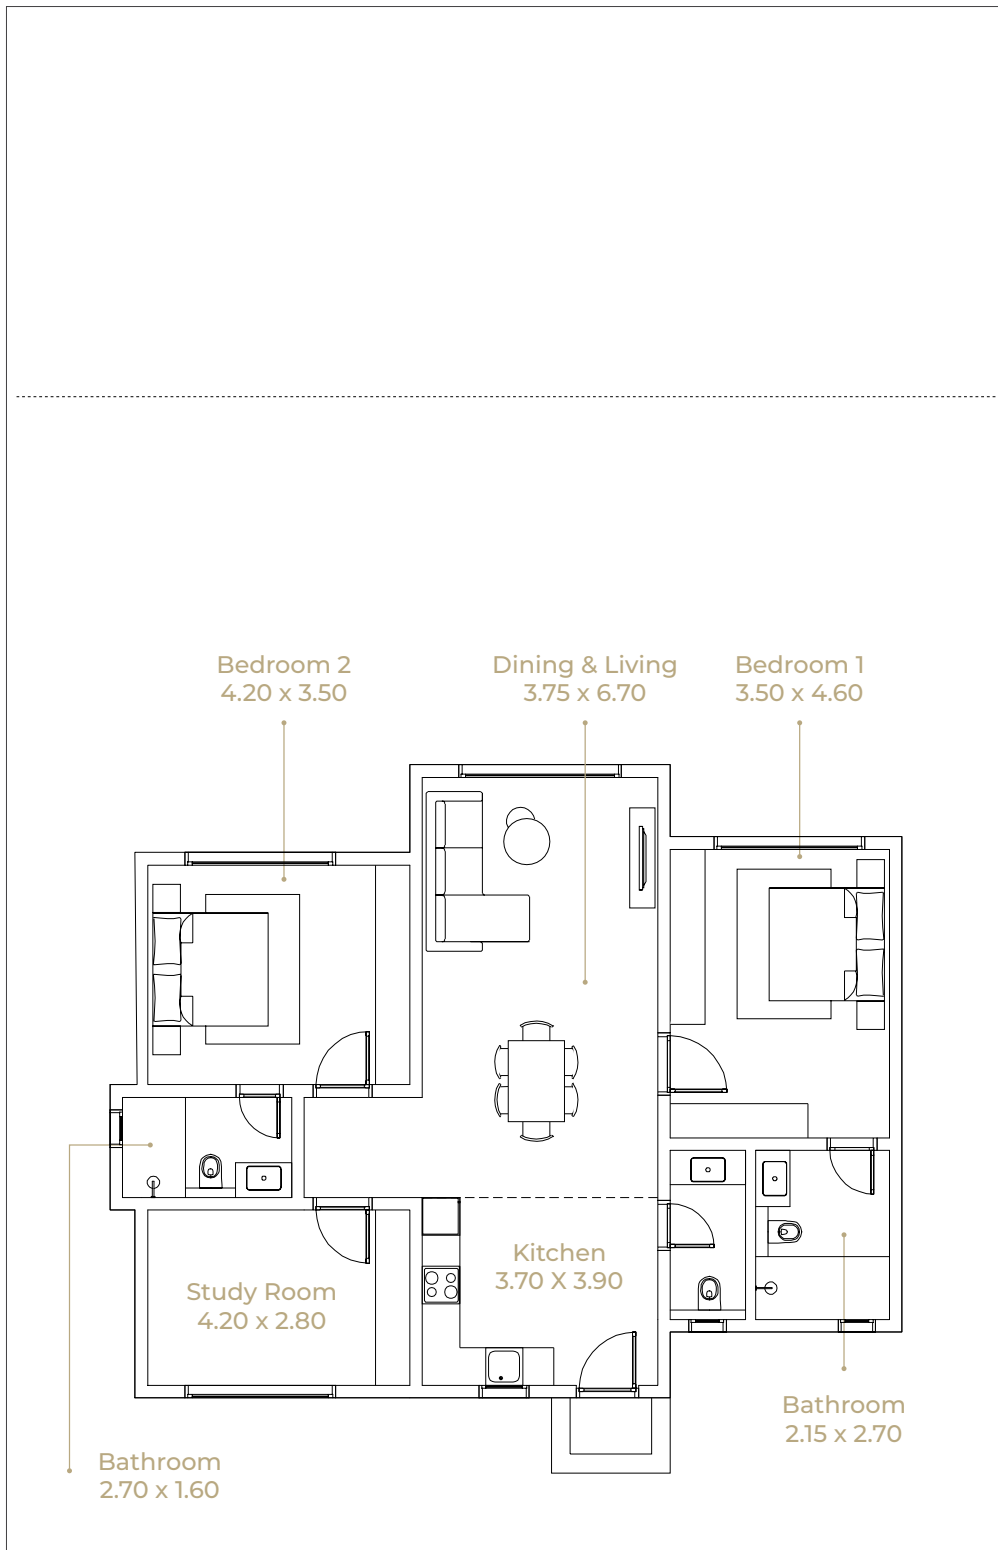 Bedroom 2
4.20 x 3.50
Dining & Living
3.75 x 6.70
Bedroom 1
3.50 x 4.60
Kitchen
3.70 X 3.90
Study Room
4.20 x 2.80
Bathroom
2.15 x 2.70
Bathroom
2.70 x 1.60